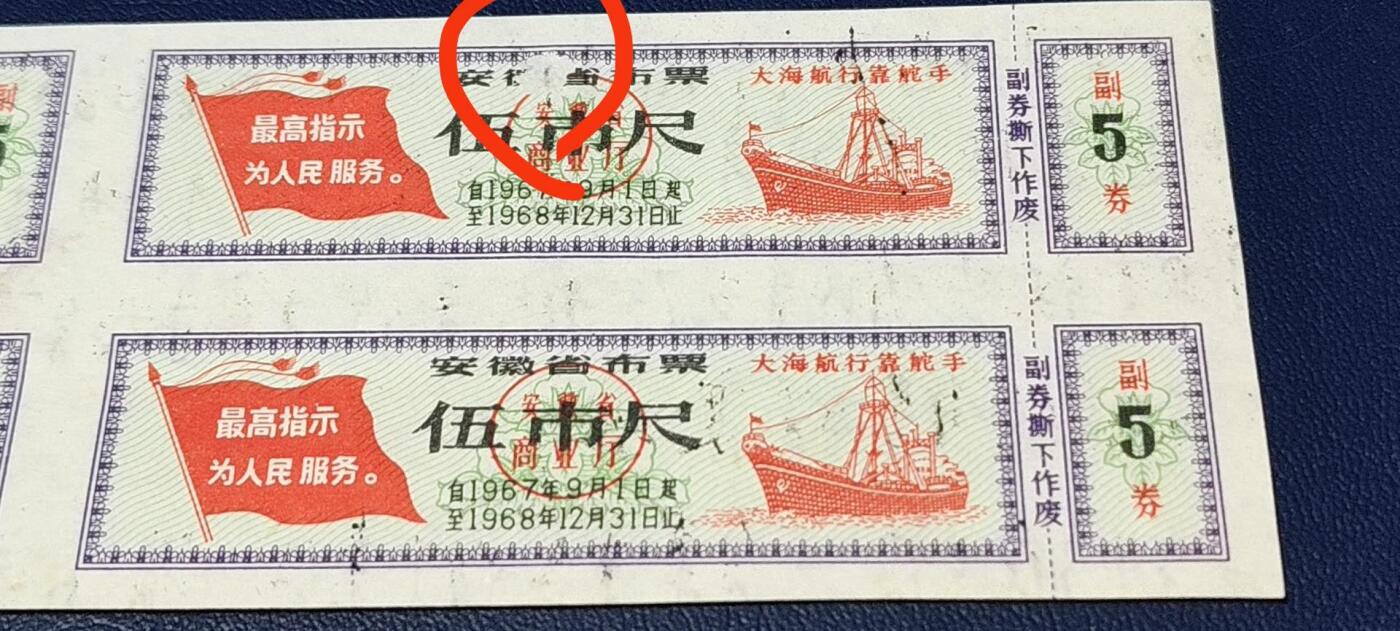 副
安 省布票
大海航行靠舵手
最高指示
为人民服务。
伍市尺
安 省
商业厅
自1967年9月1日起
至1968年12月31日止
副券撕下作废
副
5
券
安徽省布票
大海航行靠舵手
最高指示
为人民服务。
伍市尺
安徽省
商业厅
自1967年9月1日起
至1968年12月31日止
副券撕下作废
副
5
券